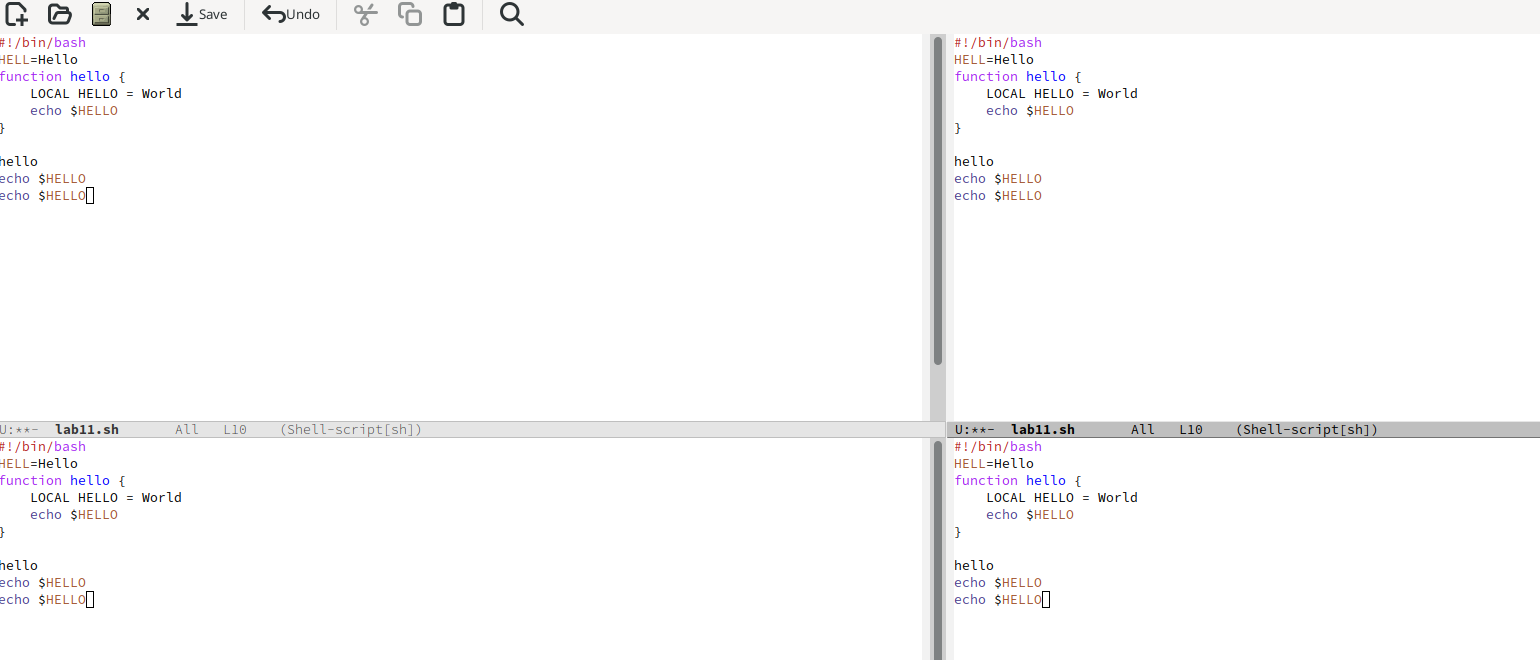 Save Undo
#!/bin/bash
HELL=Hello
function hello {
    LOCAL HELLO = World
    echo $HELLO
}
hello
echo $HELLO
echo $HELLO
U:**-  lab11.sh       All   L10    (Shell-script[sh])
#!/bin/bash
HELL=Hello
function hello {
    LOCAL HELLO = World
    echo $HELLO
}
hello
echo $HELLO
echo $HELLO
U:**-  lab11.sh       All   L10    (Shell-script[sh])
#!/bin/bash
HELL=Hello
function hello {
    LOCAL HELLO = World
    echo $HELLO
}
hello
echo $HELLO
echo $HELLO
#!/bin/bash
HELL=Hello
function hello {
    LOCAL HELLO = World
    echo $HELLO
}
hello
echo $HELLO
echo $HELLO